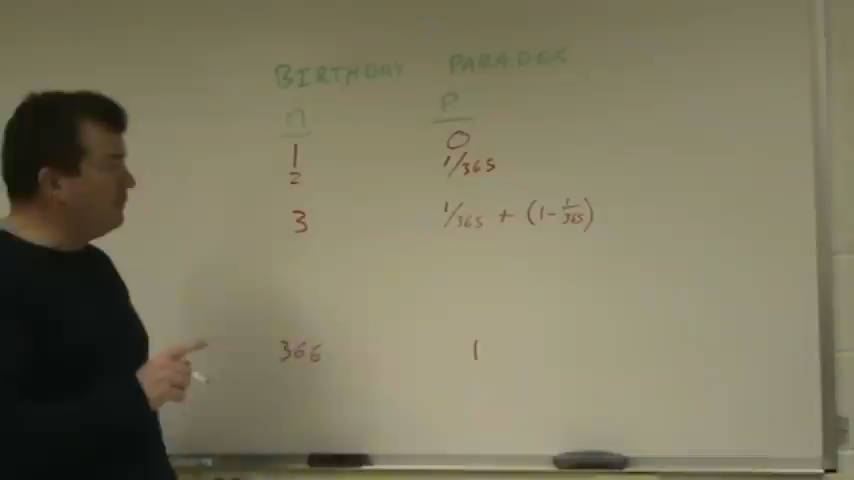 BIRTHDAY PARADOX
n P
1 0
2 1/365
3 1/365 + (1-1/365)
366 1